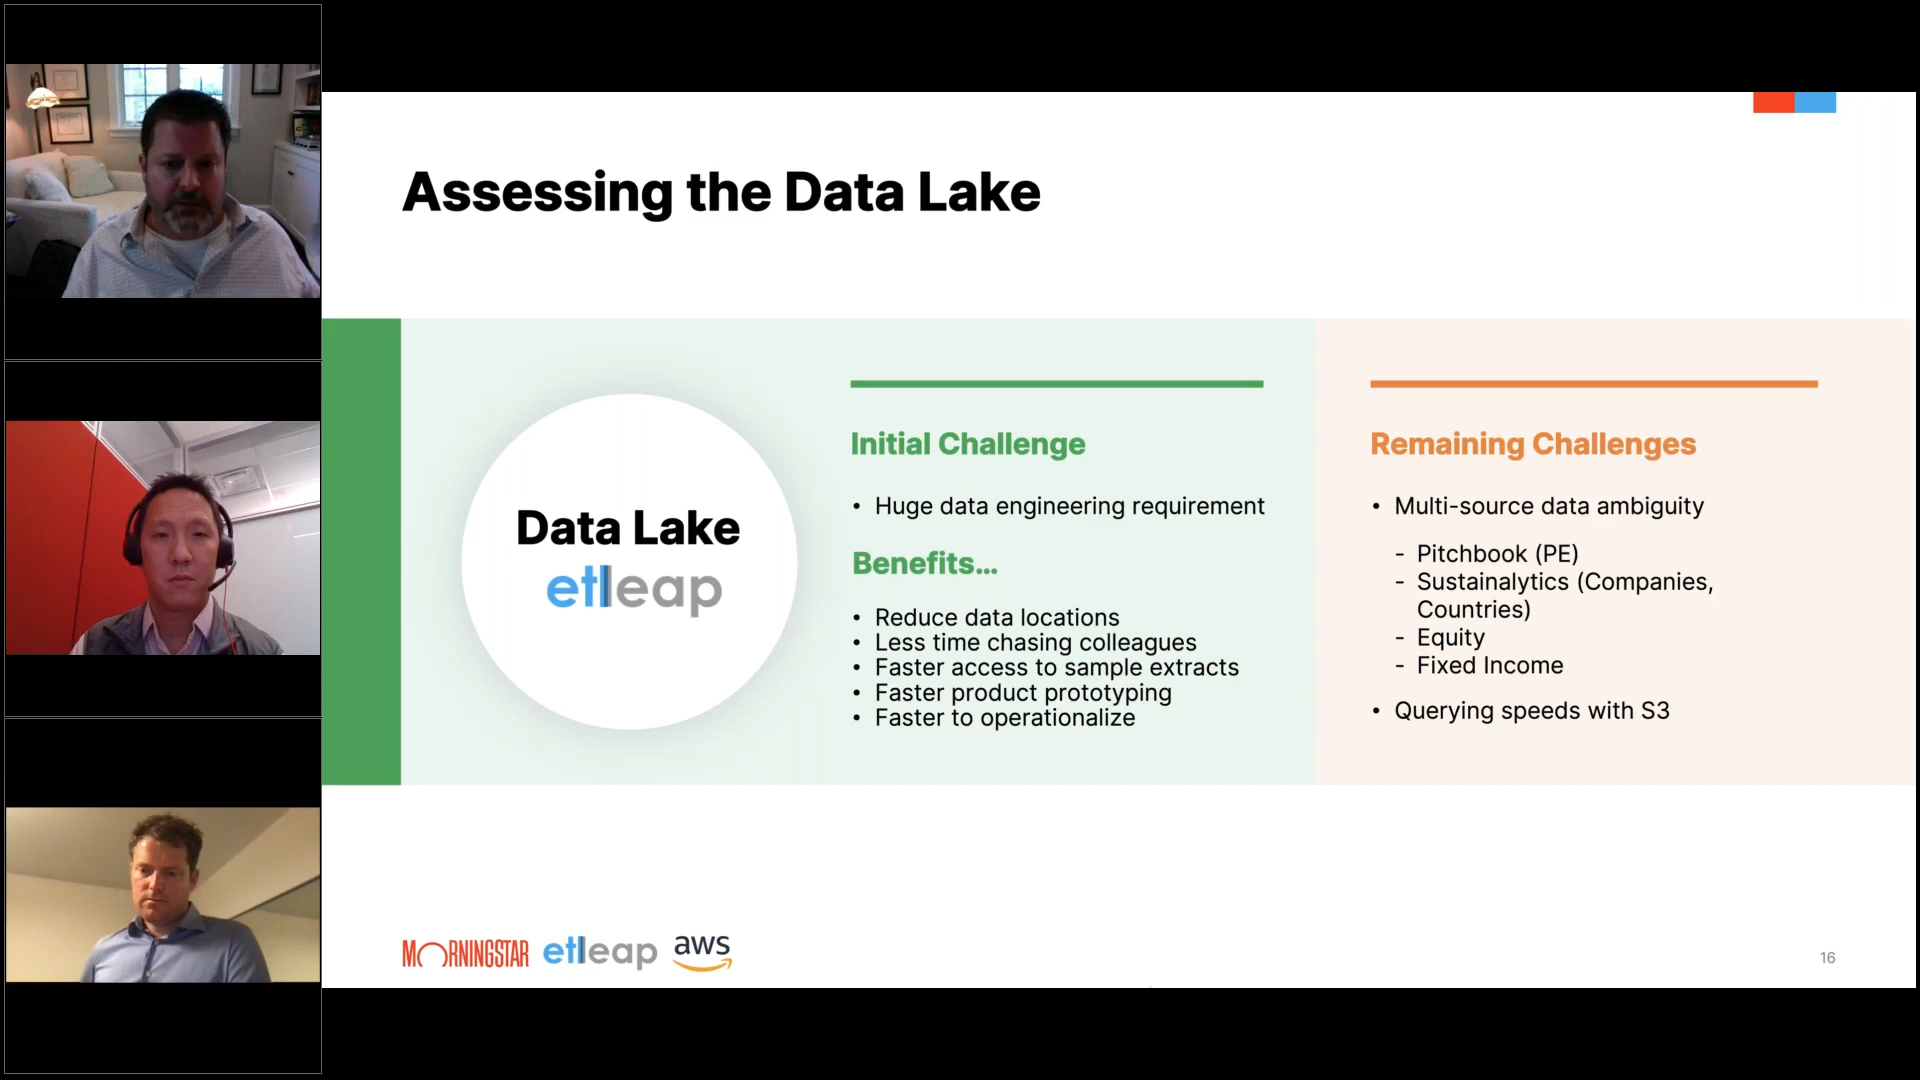 Assessing the Data Lake
Data Lake
etleap
Initial Challenge
• Huge data engineering requirement
Benefits...
• Reduce data locations
• Less time chasing colleagues
• Faster access to sample extracts
• Faster product prototyping
• Faster to operationalize
Remaining Challenges
• Multi-source data ambiguity
- Pitchbook (PE)
- Sustainalytics (Companies,
Countries)
- Equity
- Fixed Income
• Querying speeds with S3
MORNINGSTAR etleap aws
16